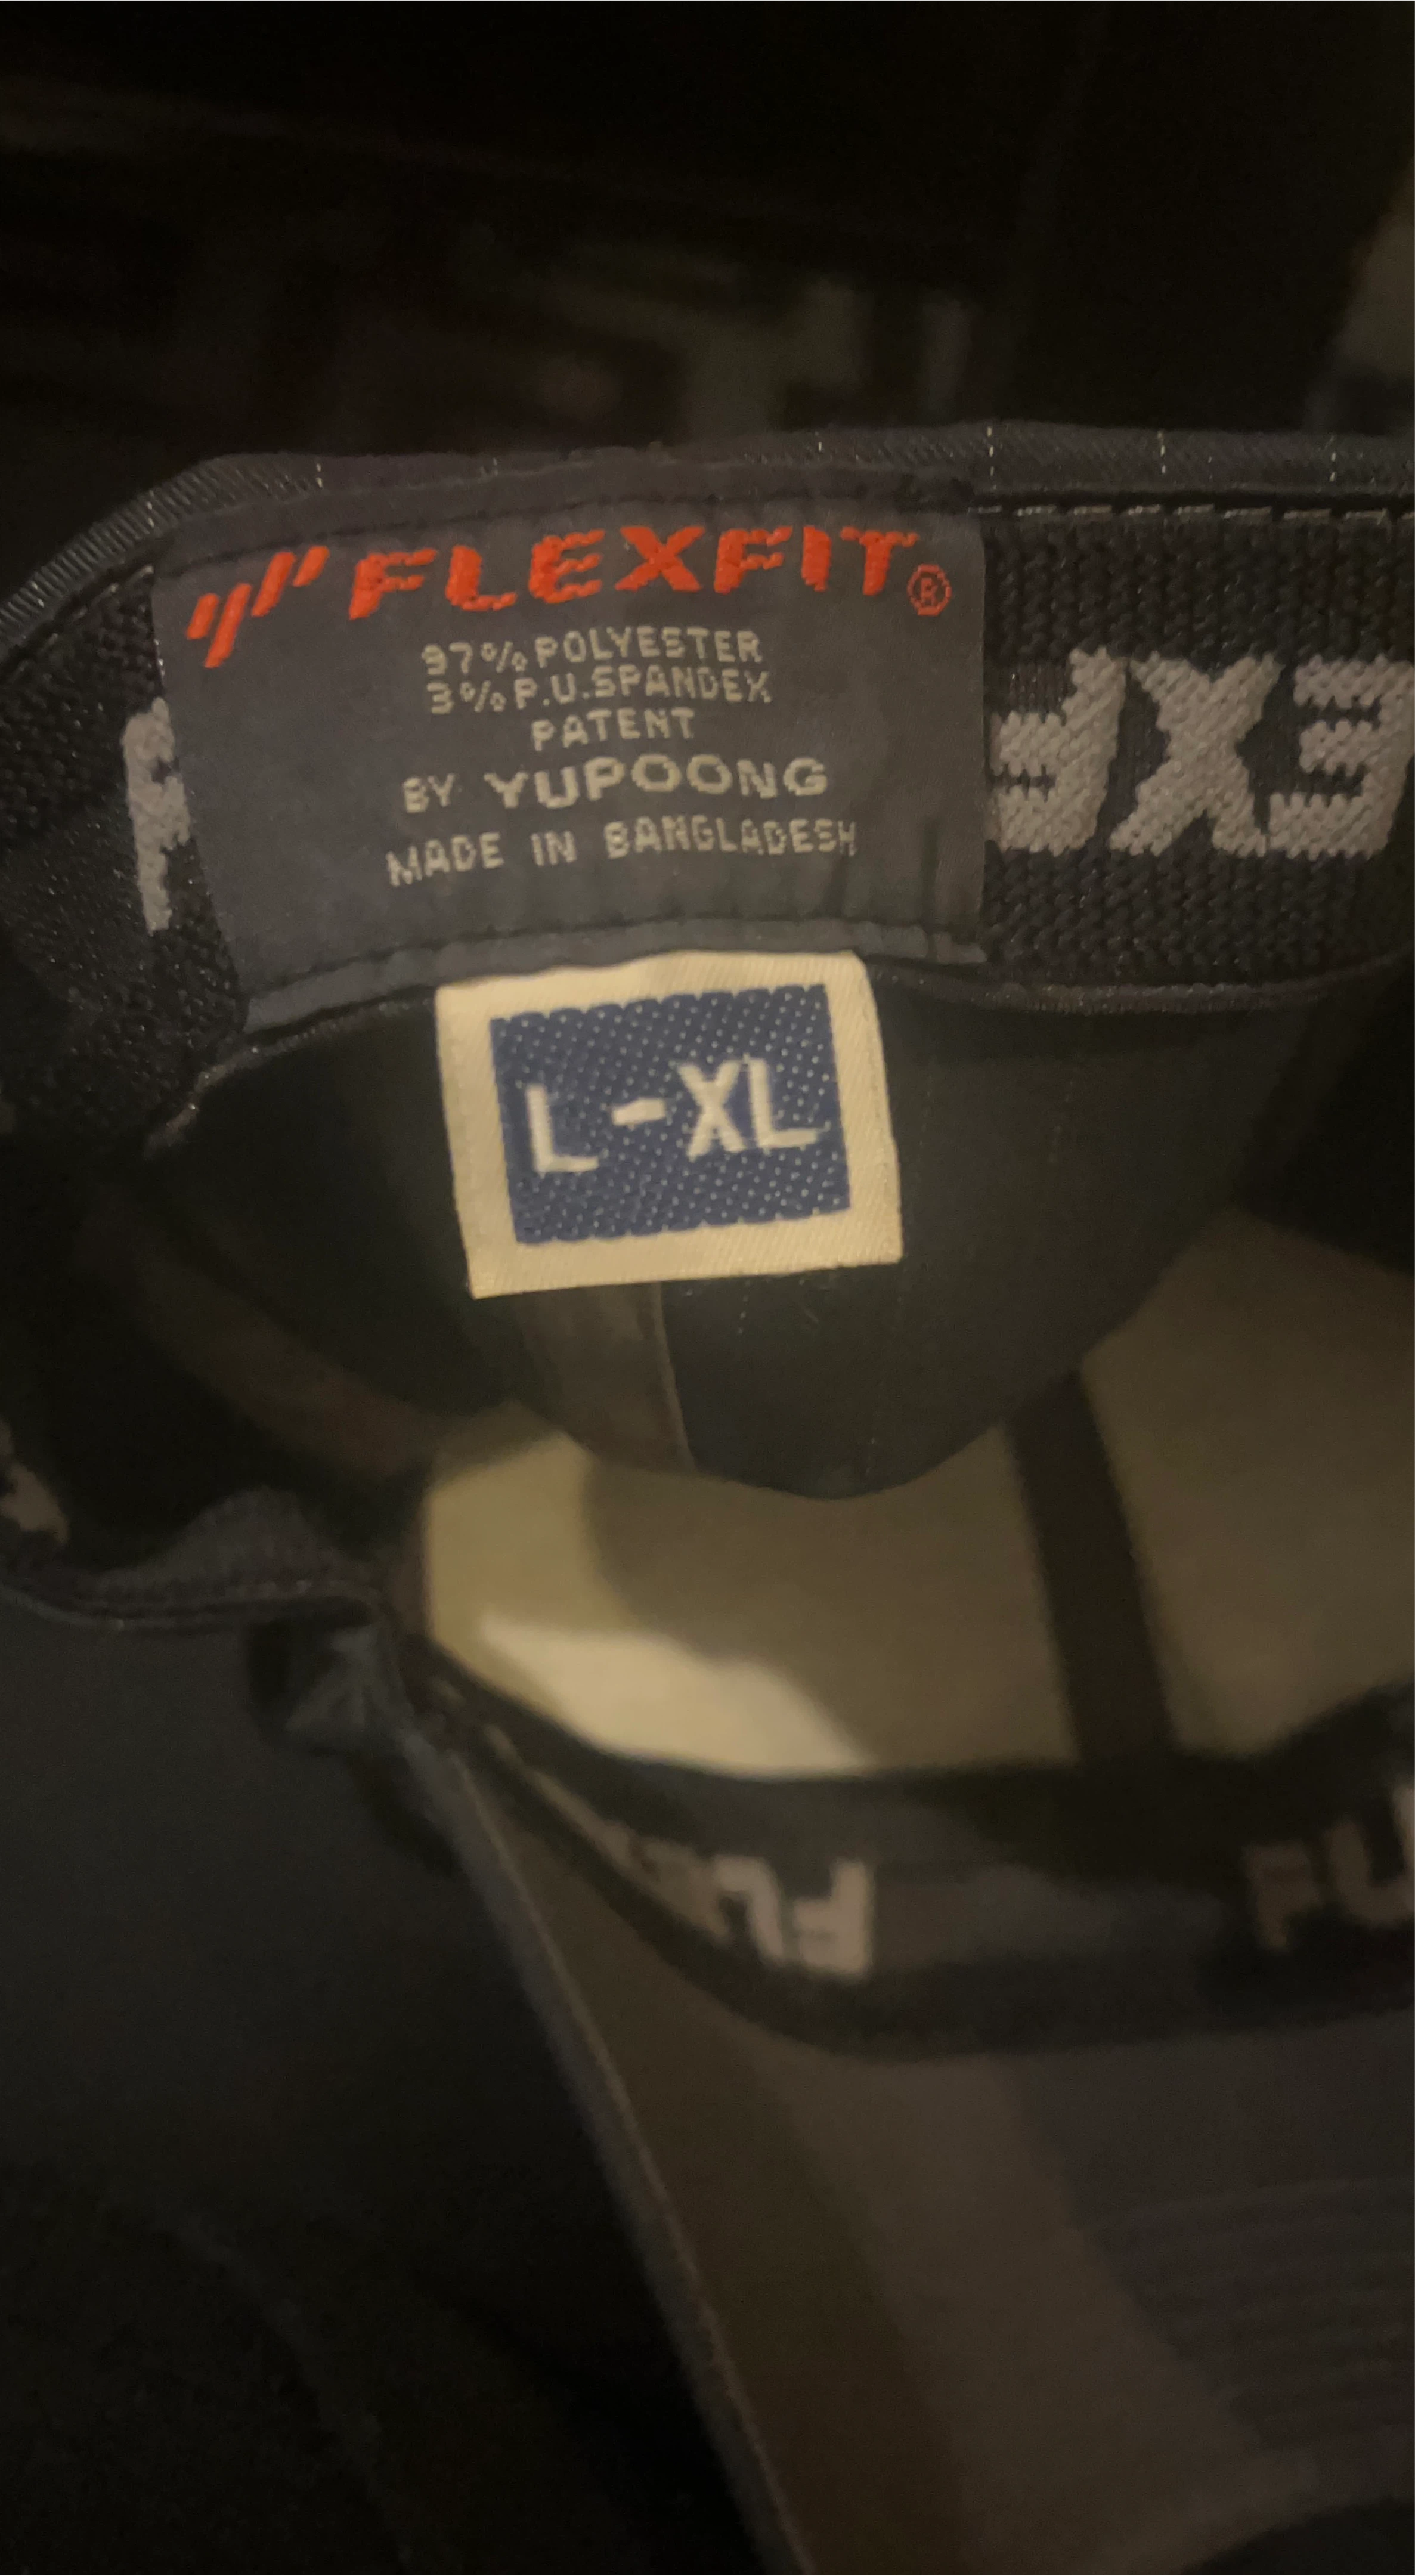 FLEXFIT®
97% POLYESTER
3% P.U.SPANDEX
PATENT
BY YUPOONG
MADE IN BANGLADESH
L-XL